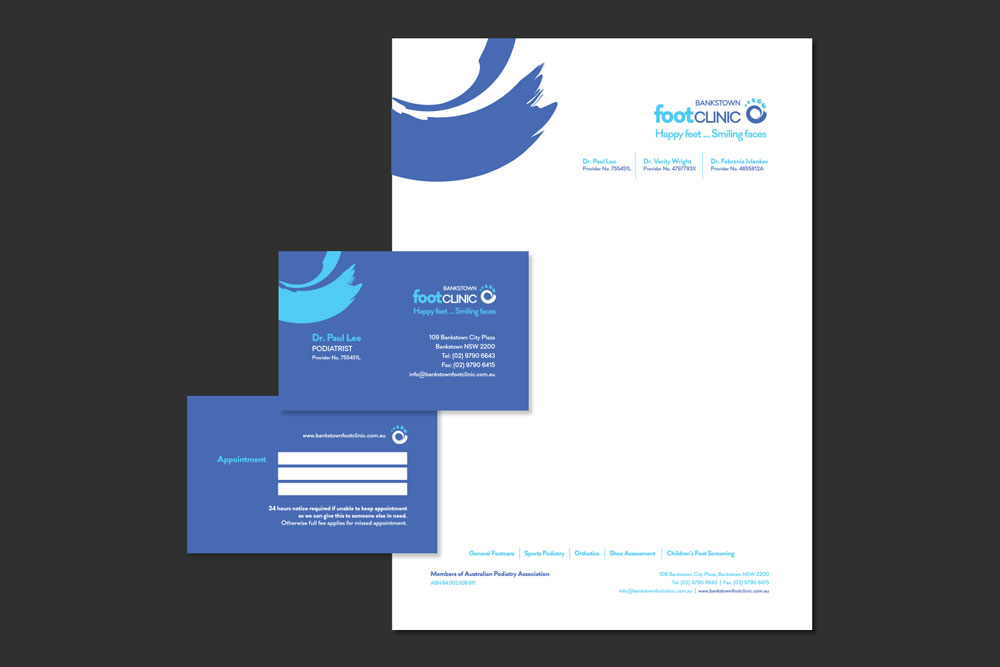 BANKSTOWN
footCLINIC
Happy feet ... Smiling faces
Dr. Paul Lee
Provider No. 755451L
Dr. Verity Wright
Provider No. 4797793X
Dr. Febronia Ivlenkov
Provider No. 4655812A
BANKSTOWN
footCLINIC
Happy feet ... Smiling faces
Dr. Paul Lee
PODIATRIST
Provider No. 755451L
109 Bankstown City Plaza
Bankstown NSW 2200
Tel: (02) 9790 6643
Fax: (02) 9790 6415
info@bankstownfootclinic.com.au
www.bankstownfootclinic.com.au
Appointment
24 hours notice required if unable to keep appointment
so we can give this to someone else in need.
Otherwise full fee applies for missed appointment.
General Footcare | Sports Podiatry | Orthotics | Shoe Assessment | Children's Foot Screening
Members of Australian Podiatry Association
ABN 64 002 839 611
109 Bankstown City Plaza, Bankstown NSW 2200
Tel: (02) 9790 6643 | Fax: (02) 9790 6415
info@bankstownfootclinic.com.au | www.bankstownfootclinic.com.au